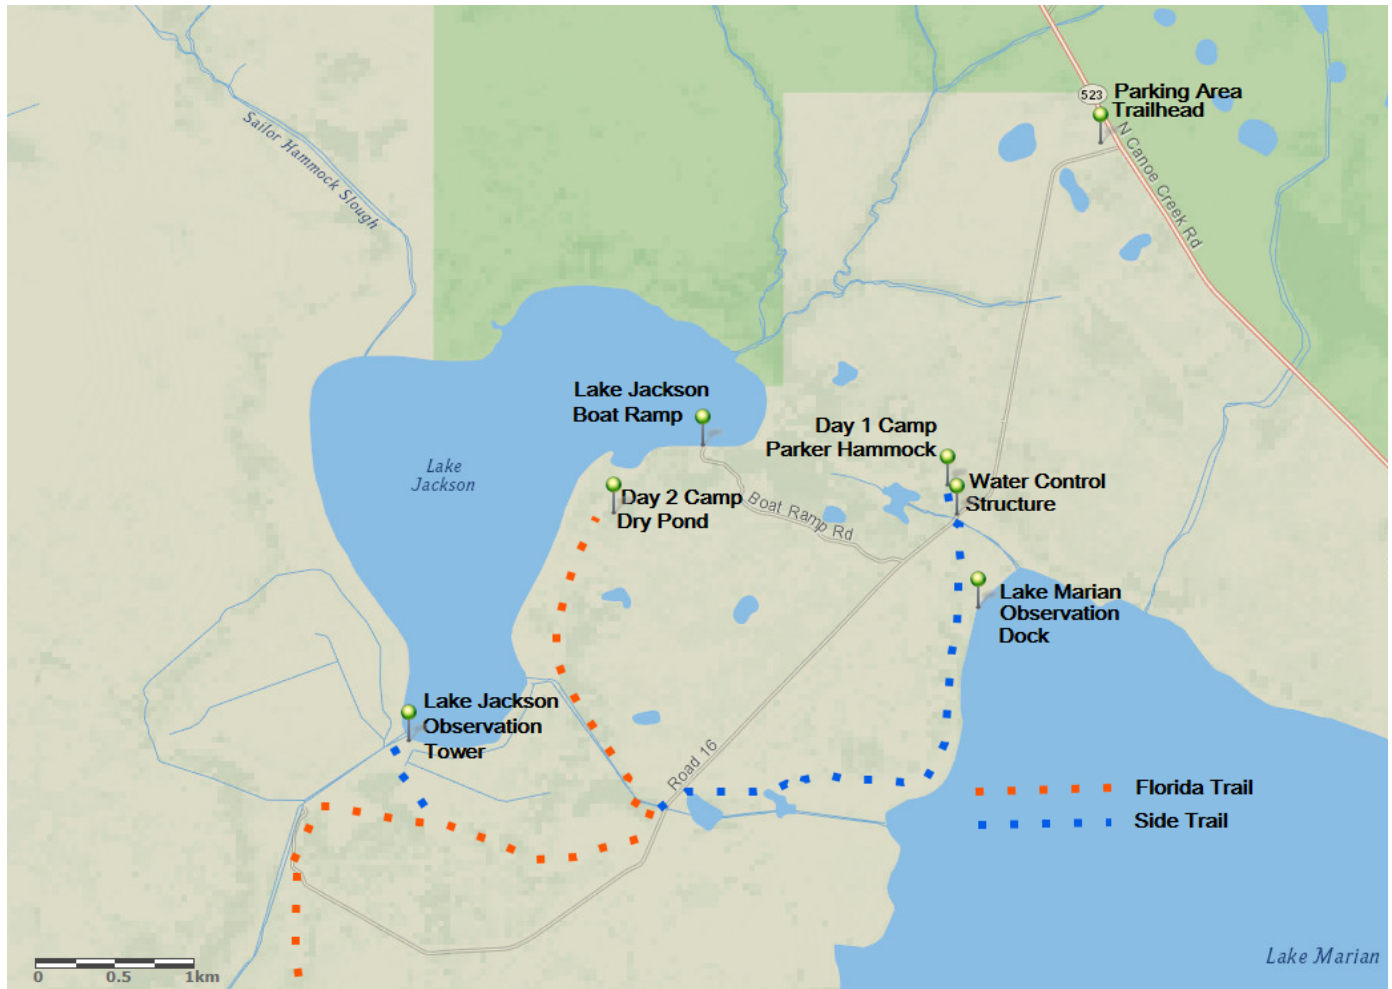 Parking Area
Trailhead
523
N Canoe Creek Rd
Sailor Hammock Slough
Lake Jackson
Boat Ramp
Day 1 Camp
Parker Hammock
Lake
Jackson
Water Control
Structure
Day 2 Camp
Dry Pond
Boat Ramp Rd
Lake Marian
Observation
Dock
Lake Jackson
Observation
Tower
Road 16
Florida Trail
Side Trail
Lake Marian
0 0.5 1km